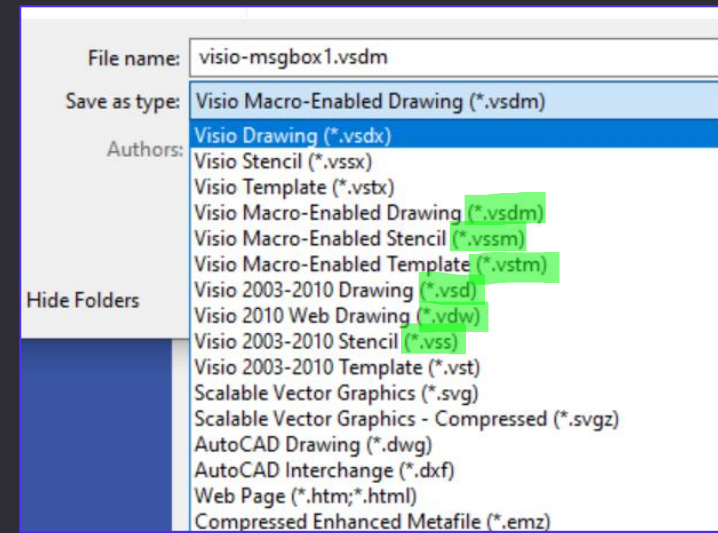 File name: visio-msgbox1.vsdm
Save as type: Visio Macro-Enabled Drawing (*.vsdm)
Authors:
Visio Drawing (*.vsdx)
Visio Stencil (*.vssx)
Visio Template (*.vstx)
Visio Macro-Enabled Drawing (*.vsdm)
Visio Macro-Enabled Stencil (*.vssm)
Visio Macro-Enabled Template (*.vstm)
Visio 2003-2010 Drawing (*.vsd)
Hide Folders
Visio 2010 Web Drawing (*.vdw)
Visio 2003-2010 Stencil (*.vss)
Visio 2003-2010 Template (*.vst)
Scalable Vector Graphics (*.svg)
Scalable Vector Graphics - Compressed (*.svgz)
AutoCAD Drawing (*.dwg)
AutoCAD Interchange (*.dxf)
Web Page (*.htm;*.html)
Compressed Enhanced Metafile (*.emz)